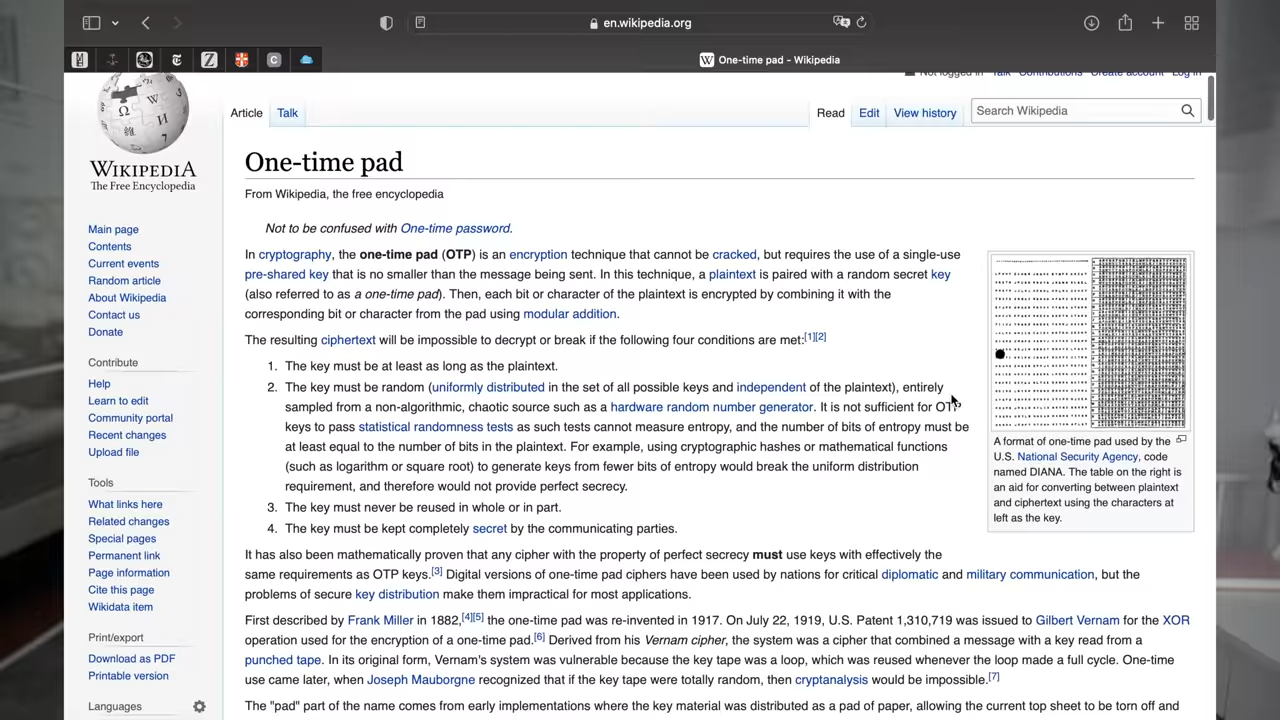 en.wikipedia.org
One-time pad - Wikipedia
Not logged in Talk Contributions Create account Log in
Article Talk
Read Edit View history
Search Wikipedia
WIKIPEDIA
The Free Encyclopedia
Main page
Contents
Current events
Random article
About Wikipedia
Contact us
Donate
Contribute
Help
Learn to edit
Community portal
Recent changes
Upload file
Tools
What links here
Related changes
Special pages
Permanent link
Page information
Cite this page
Wikidata item
Print/export
Download as PDF
Printable version
Languages
One-time pad
From Wikipedia, the free encyclopedia
Not to be confused with One-time password.
In cryptography, the one-time pad (OTP) is an encryption technique that cannot be cracked, but requires the use of a single-use
pre-shared key that is no smaller than the message being sent. In this technique, a plaintext is paired with a random secret key
(also referred to as a one-time pad). Then, each bit or character of the plaintext is encrypted by combining it with the
corresponding bit or character from the pad using modular addition.
The resulting ciphertext will be impossible to decrypt or break if the following four conditions are met:[1][2]
1. The key must be at least as long as the plaintext.
2. The key must be random (uniformly distributed in the set of all possible keys and independent of the plaintext), entirely
sampled from a non-algorithmic, chaotic source such as a hardware random number generator. It is not sufficient for OTP
keys to pass statistical randomness tests as such tests cannot measure entropy, and the number of bits of entropy must be
at least equal to the number of bits in the plaintext. For example, using cryptographic hashes or mathematical functions
(such as logarithm or square root) to generate keys from fewer bits of entropy would break the uniform distribution
requirement, and therefore would not provide perfect secrecy.
3. The key must never be reused in whole or in part.
4. The key must be kept completely secret by the communicating parties.
It has also been mathematically proven that any cipher with the property of perfect secrecy must use keys with effectively the
same requirements as OTP keys.[3] Digital versions of one-time pad ciphers have been used by nations for critical diplomatic and military communication, but the
problems of secure key distribution make them impractical for most applications.
First described by Frank Miller in 1882,[4][5] the one-time pad was re-invented in 1917. On July 22, 1919, U.S. Patent 1,310,719 was issued to Gilbert Vernam for the XOR
operation used for the encryption of a one-time pad.[6] Derived from his Vernam cipher, the system was a cipher that combined a message with a key read from a
punched tape. In its original form, Vernam's system was vulnerable because the key tape was a loop, which was reused whenever the loop made a full cycle. One-time
use came later, when Joseph Mauborgne recognized that if the key tape were totally random, then cryptanalysis would be impossible.[7]
The "pad" part of the name comes from early implementations where the key material was distributed as a pad of paper, allowing the current top sheet to be torn off and
A format of one-time pad used by the
U.S. National Security Agency, code
named DIANA. The table on the right is
an aid for converting between plaintext
and ciphertext using the characters at
left as the key.